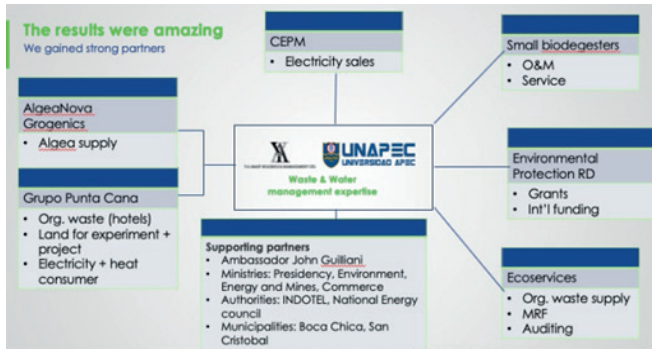 The results were amazing
We gained strong partners
CEPM
• Electricity sales
Small biodegesters
• O&M
• Service
AlgeaNova
Grogenics
• Algea supply
Grupo Punta Cana
• Org. waste (hotels)
• Land for experiment +
project
• Electricity + heat
consumer
UNAPEC
UNIVERSIDAD APEC
Waste & Water
management expertise
Environmental
Protection RD
• Grants
• Int'l funding
Supporting partners
• Ambassador John Guilliani
• Ministries: Presidency, Environment,
Energy and Mines, Commerce
• Authorities: INDOTEL, National Energy
council
• Municipalities: Boca Chica, San
Cristobal
Ecoservices
• Org. waste supply
• MRF
• Auditing